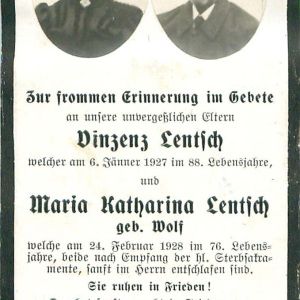 Zur frommen Erinnerung im Gebete
an unsere unvergeßlichen Eltern
Vinzenz Lentsch
welcher am 6. Jänner 1927 im 88. Lebensjahre,
und
Maria Katharina Lentsch
geb. Wolf
welche am 24. Februar 1928 im 76. Lebens-
jahre, beide nach Empfang der hl. Sterbsakra-
mente, sanft im Herrn entschlafen sind.
Sie ruhen in Frieden!